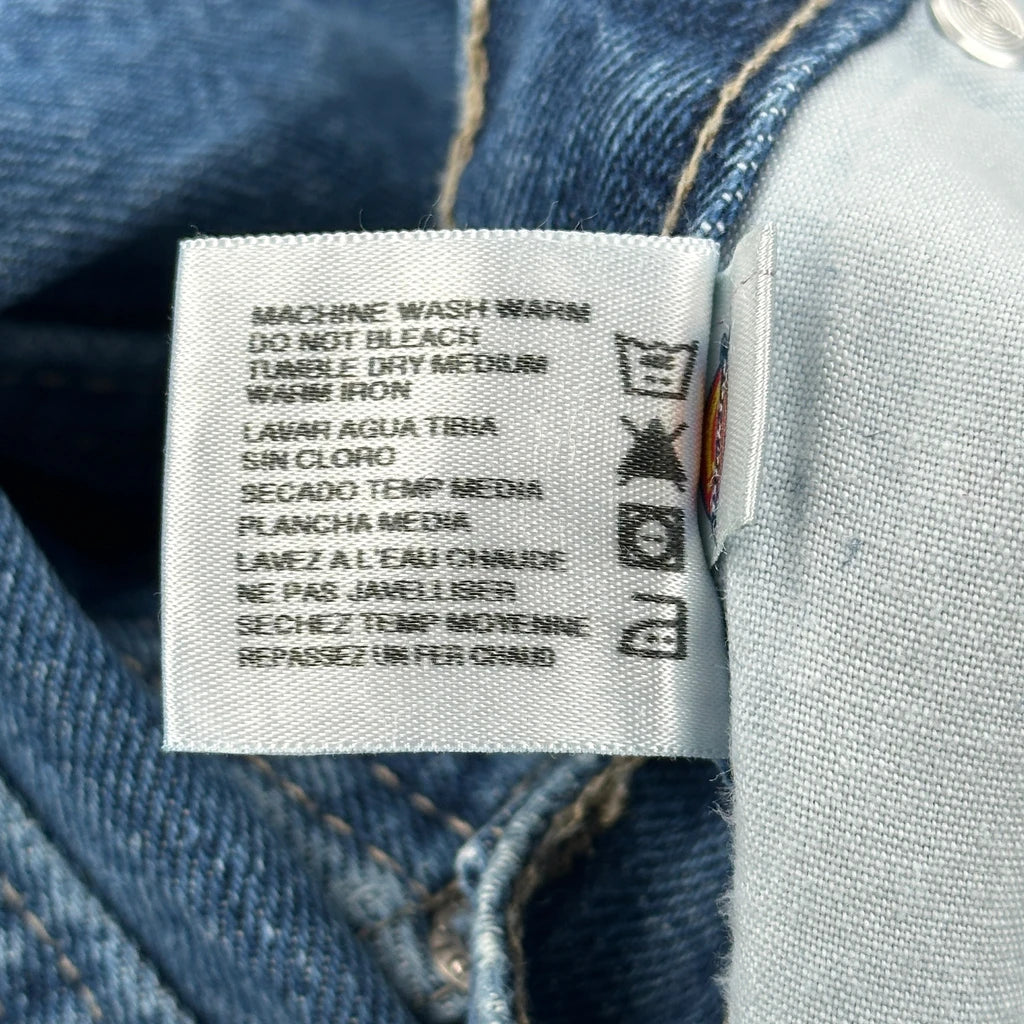 MACHINE WASH WARM
DO NOT BLEACH
TUMBLE DRY MEDIUM
WARM IRON
LAVAR AGUA TIBIA
SIN CLORO
SECADO TEMP MEDIA
PLANCHA MEDIA
LAVEZ A L'EAU CHAUDE
NE PAS JAVELLISER
SECHEZ TEMP MOYENNE
REPASSEZ UN FER CHAUD